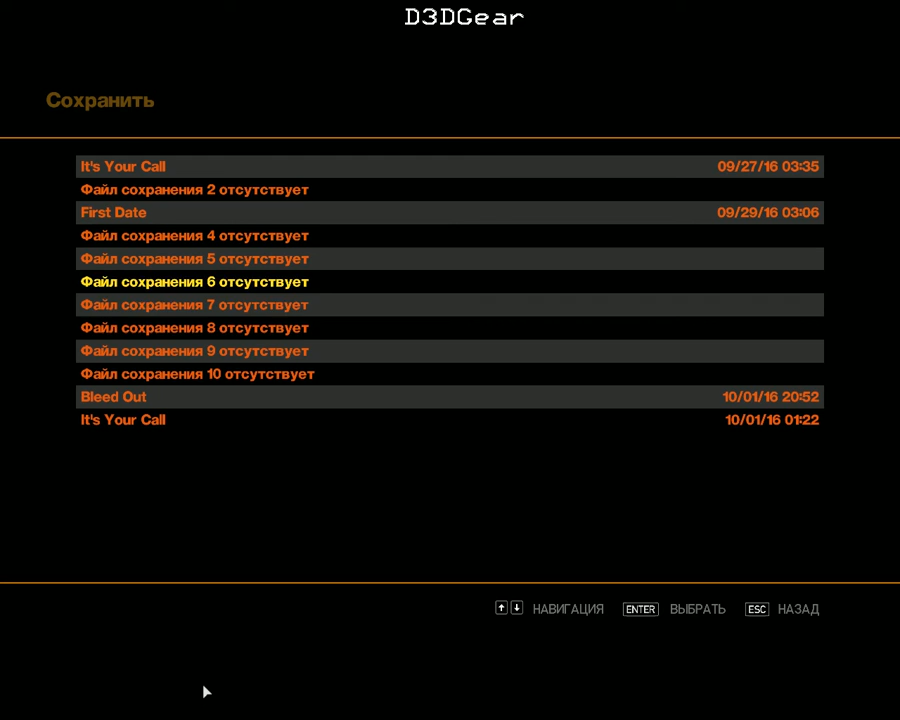 D3DGear
Сохранить
It's Your Call 09/27/16 03:35
Файл сохранения 2 отсутствует
First Date 09/29/16 03:06
Файл сохранения 4 отсутствует
Файл сохранения 5 отсутствует
Файл сохранения 6 отсутствует
Файл сохранения 7 отсутствует
Файл сохранения 8 отсутствует
Файл сохранения 9 отсутствует
Файл сохранения 10 отсутствует
Bleed Out 10/01/16 20:52
It's Your Call 10/01/16 01:22
НАВИГАЦИЯ ENTER ВЫБРАТЬ ESC НАЗАД